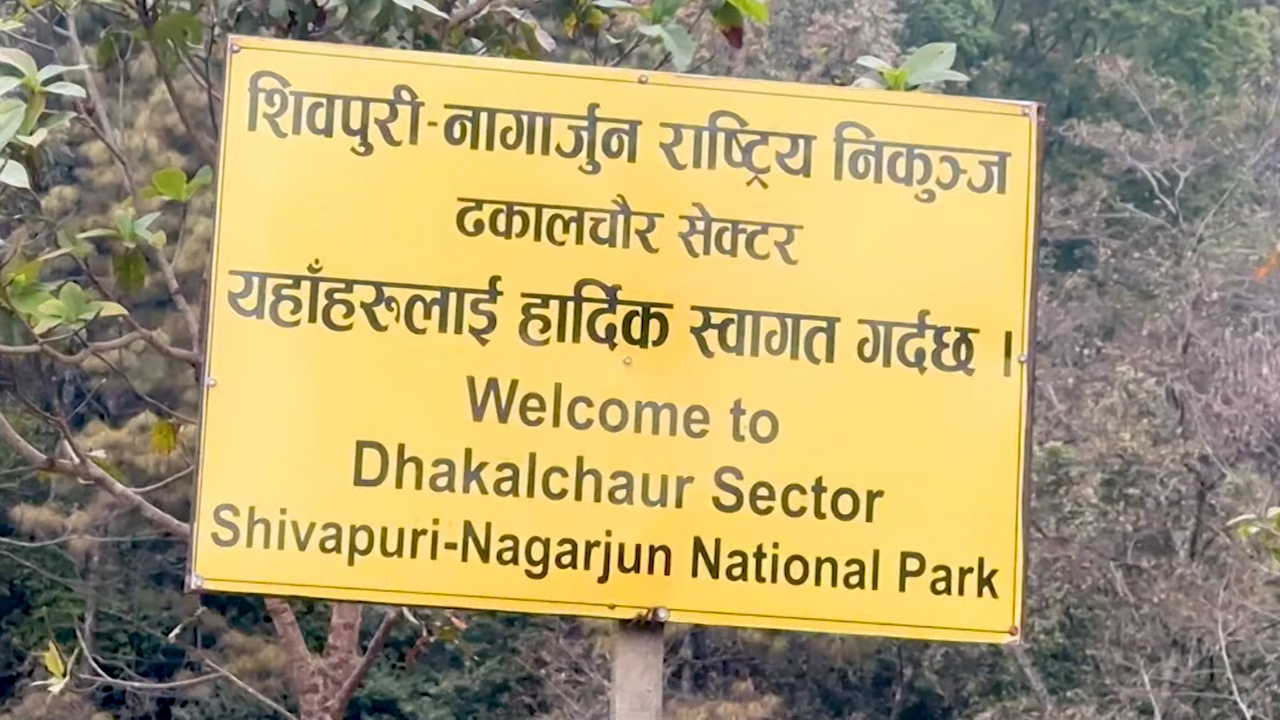 शिवपुरी-नागार्जुन राष्ट्रिय निकुञ्ज
ढकालचौर सेक्टर
यहाँहरुलाई हार्दिक स्वागत गर्दछ ।
Welcome to
Dhakalchaur Sector
Shivapuri-Nagarjun National Park